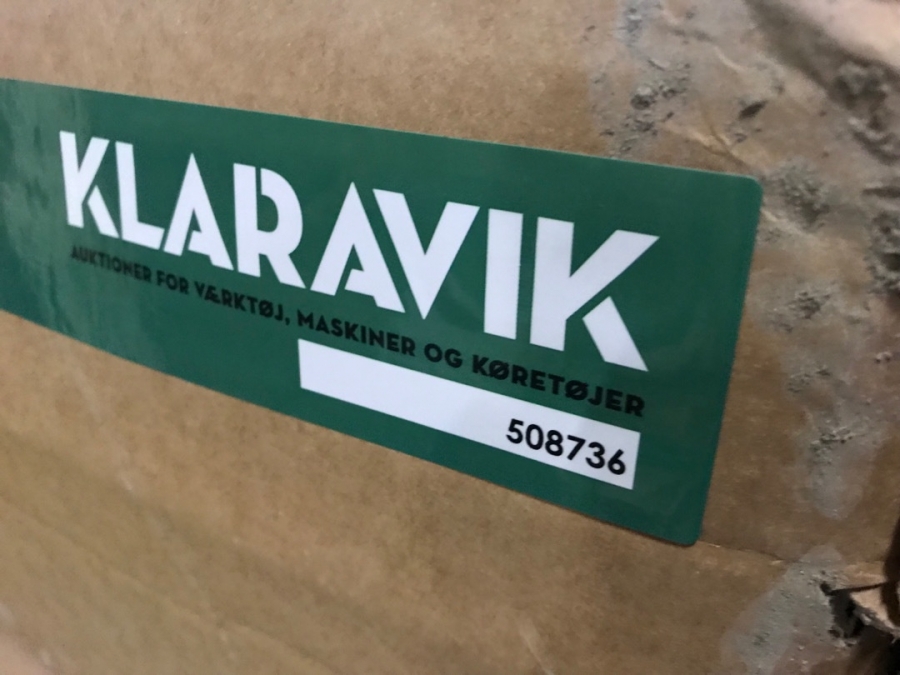 KLARAVIK
AUKTIONER FOR VÆRKTØJ, MASKINER OG KØRETØJER
508736